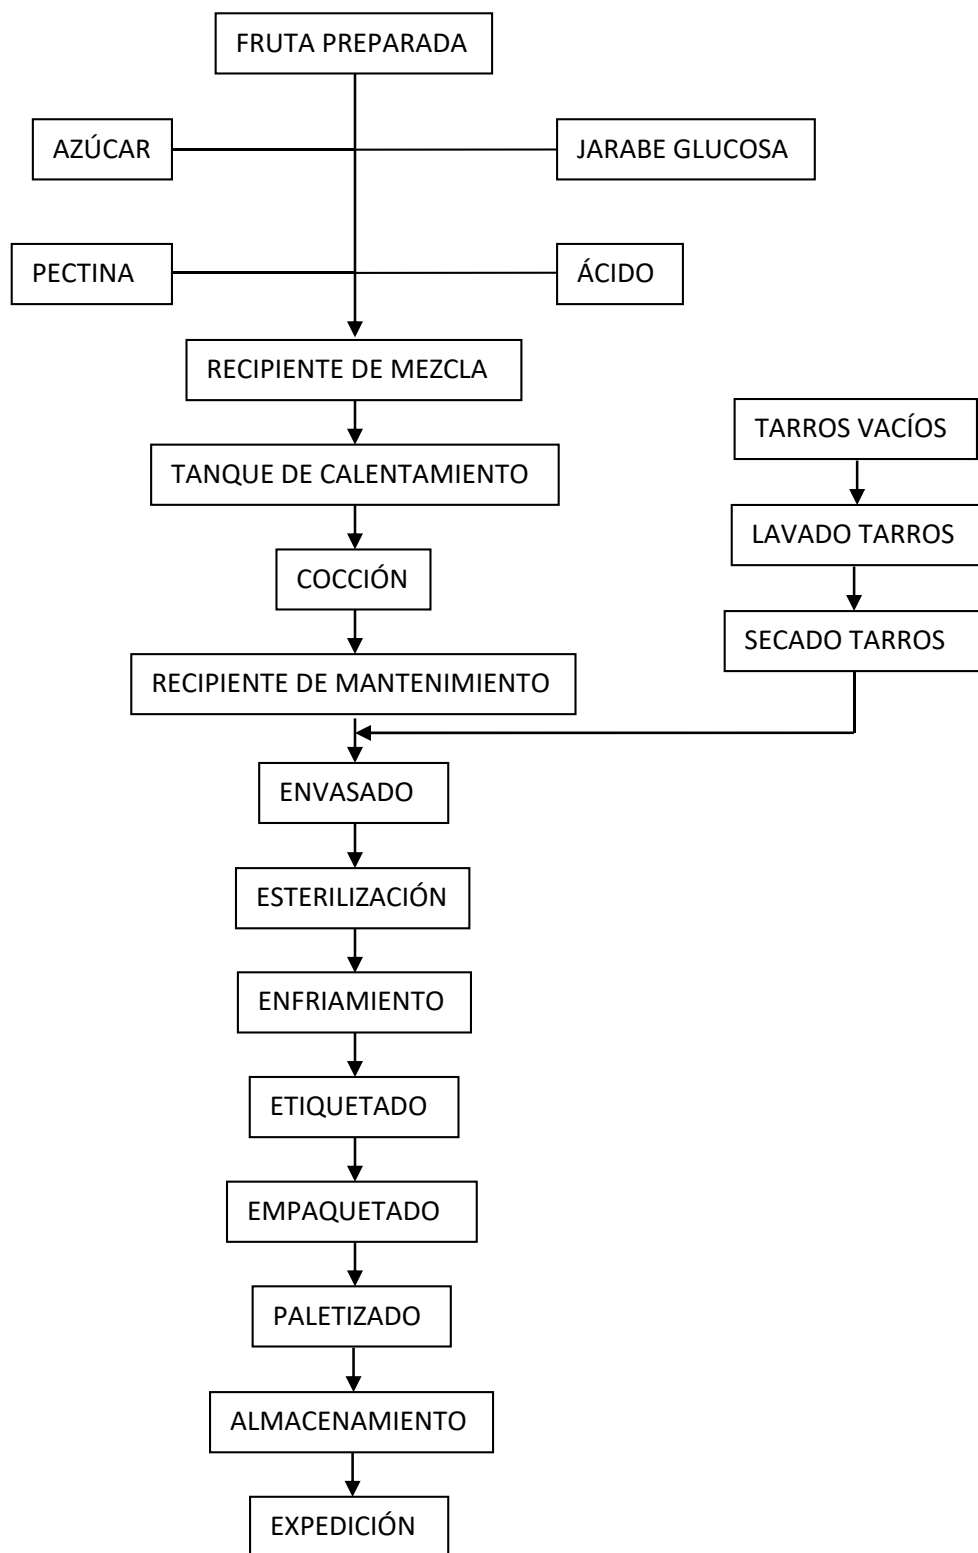 FRUTA PREPARADA
AZÚCAR
JARABE GLUCOSA
PECTINA
ÁCIDO
RECIPIENTE DE MEZCLA
TANQUE DE CALENTAMIENTO
COCCIÓN
RECIPIENTE DE MANTENIMIENTO
TARROS VACÍOS
LAVADO TARROS
SECADO TARROS
ENVASADO
ESTERILIZACIÓN
ENFRIAMIENTO
ETIQUETADO
EMPAQUETADO
PALETIZADO
ALMACENAMIENTO
EXPEDICIÓN